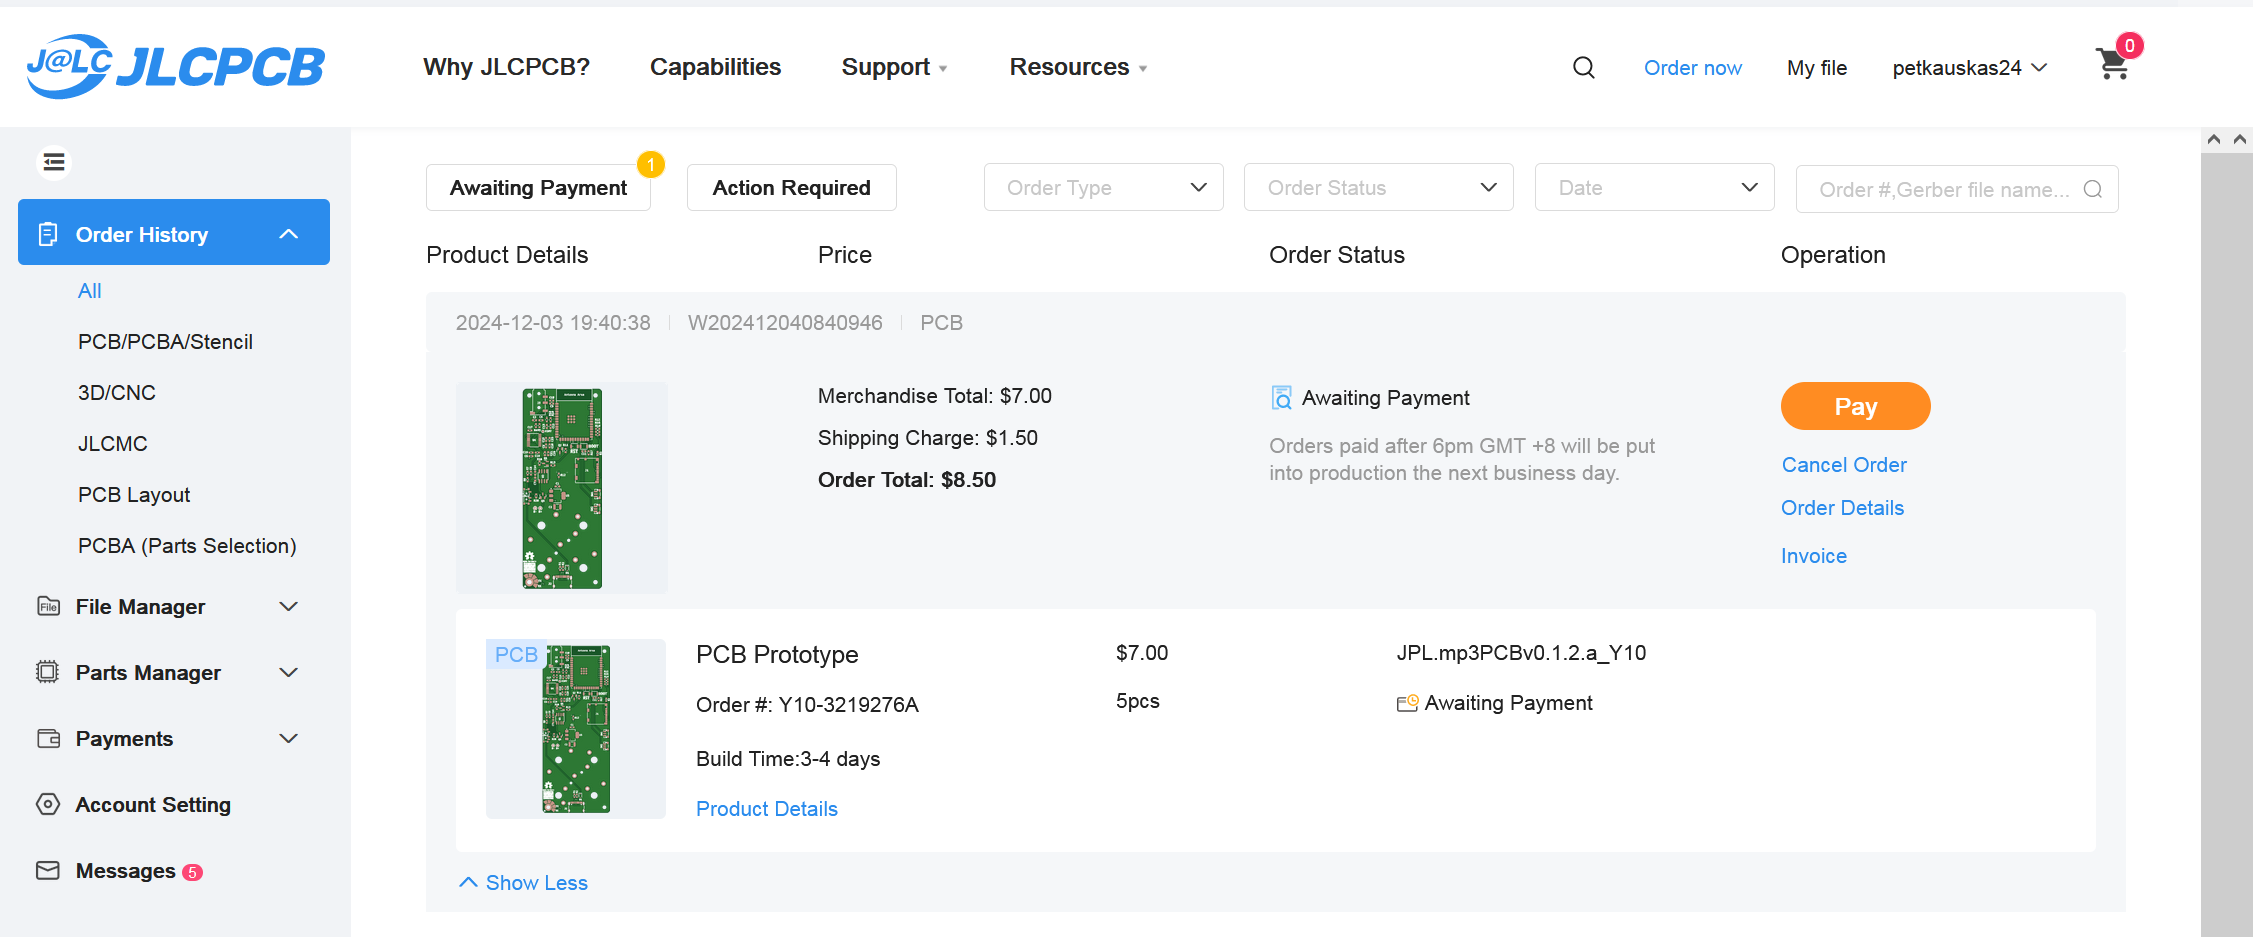 J@LC JLCPCB
Why JLCPCB?
Capabilities
Support
Resources
Order now
My file
petkauskas24
0
Order History
All
PCB/PCBA/Stencil
3D/CNC
JLCMC
PCB Layout
PCBA (Parts Selection)
File
File Manager
Parts Manager
Payments
Account Setting
Messages 5
Awaiting Payment 1
Action Required
Order Type
Order Status
Date
Order #,Gerber file name...
Product Details
Price
Order Status
Operation
2024-12-03 19:40:38
W202412040840946
PCB
Merchandise Total: $7.00
Shipping Charge: $1.50
Order Total: $8.50
Awaiting Payment
Orders paid after 6pm GMT +8 will be put
into production the next business day.
Pay
Cancel Order
Order Details
Invoice
PCB
PCB Prototype
Order #: Y10-3219276A
Build Time:3-4 days
Product Details
$7.00
5pcs
JPL.mp3PCBv0.1.2.a_Y10
Awaiting Payment
Show Less